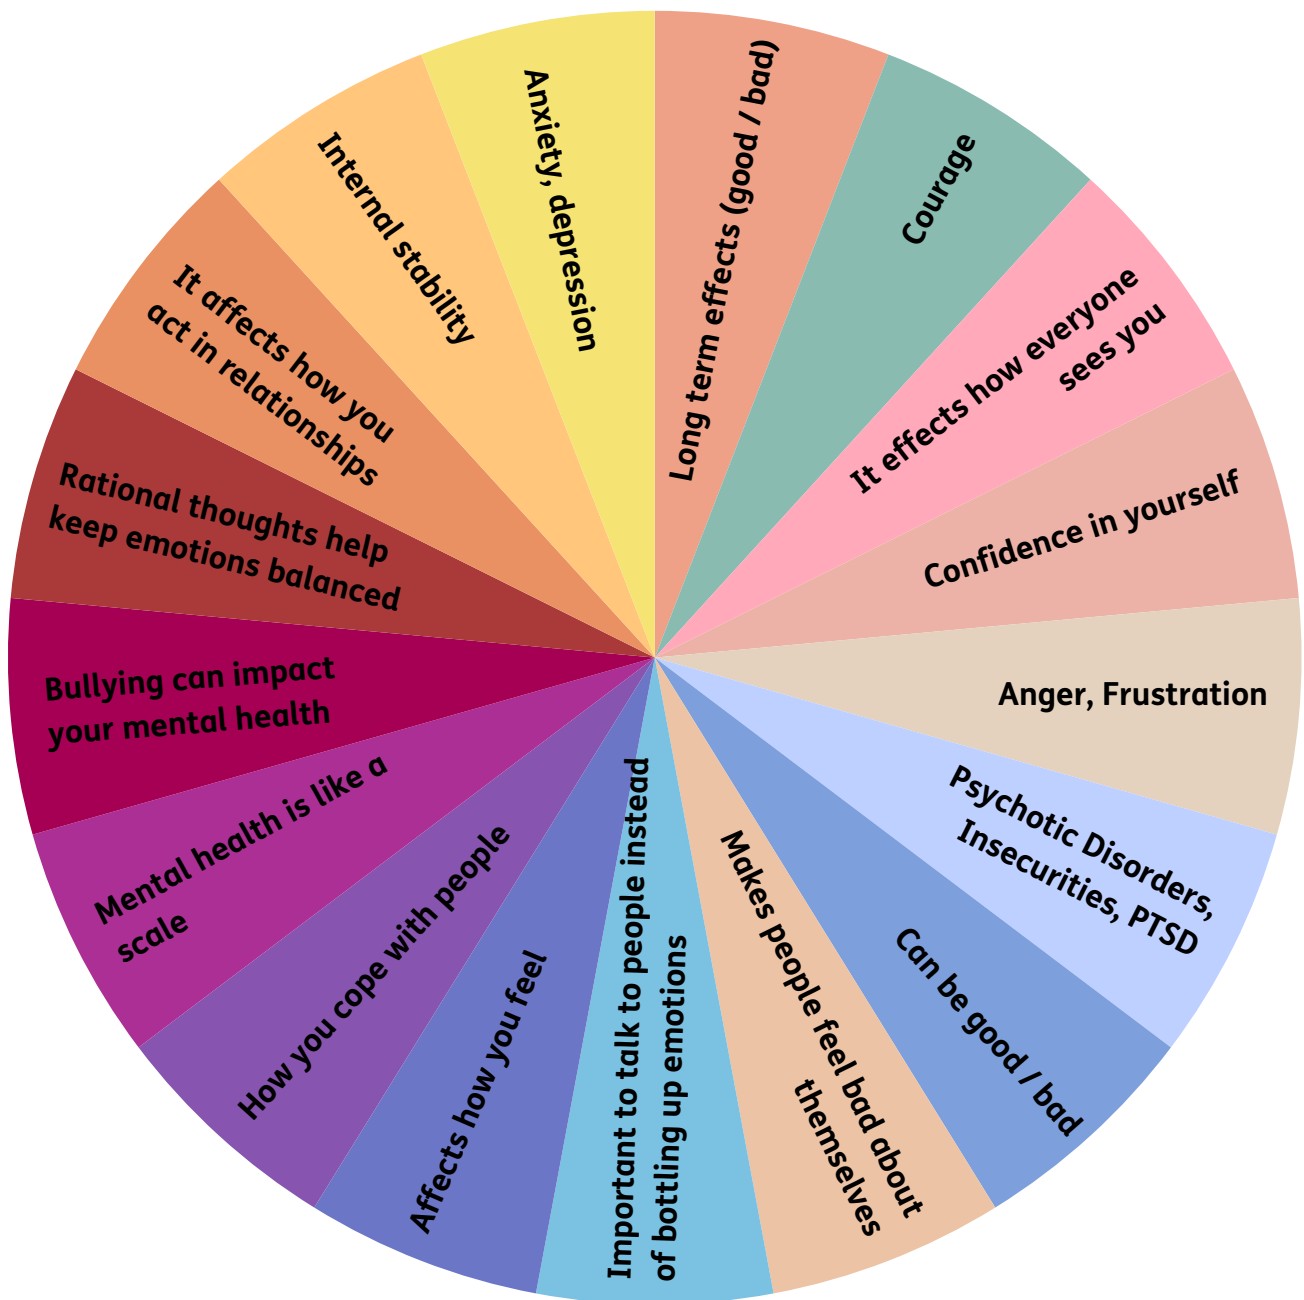 Long term effects (good / bad)
Courage
It effects how everyone
sees you
Confidence in yourself
Anger, Frustration
Psychotic Disorders,
Insecurities, PTSD
Can be good / bad
Makes people feel bad about
themselves
Important to talk to people instead
of bottling up emotions
Affects how you feel
How you cope with people
Mental health is like a
scale
Bullying can impact
your mental health
Rational thoughts help
keep emotions balanced
It affects how you
act in relationships
Internal stability
Anxiety, depression